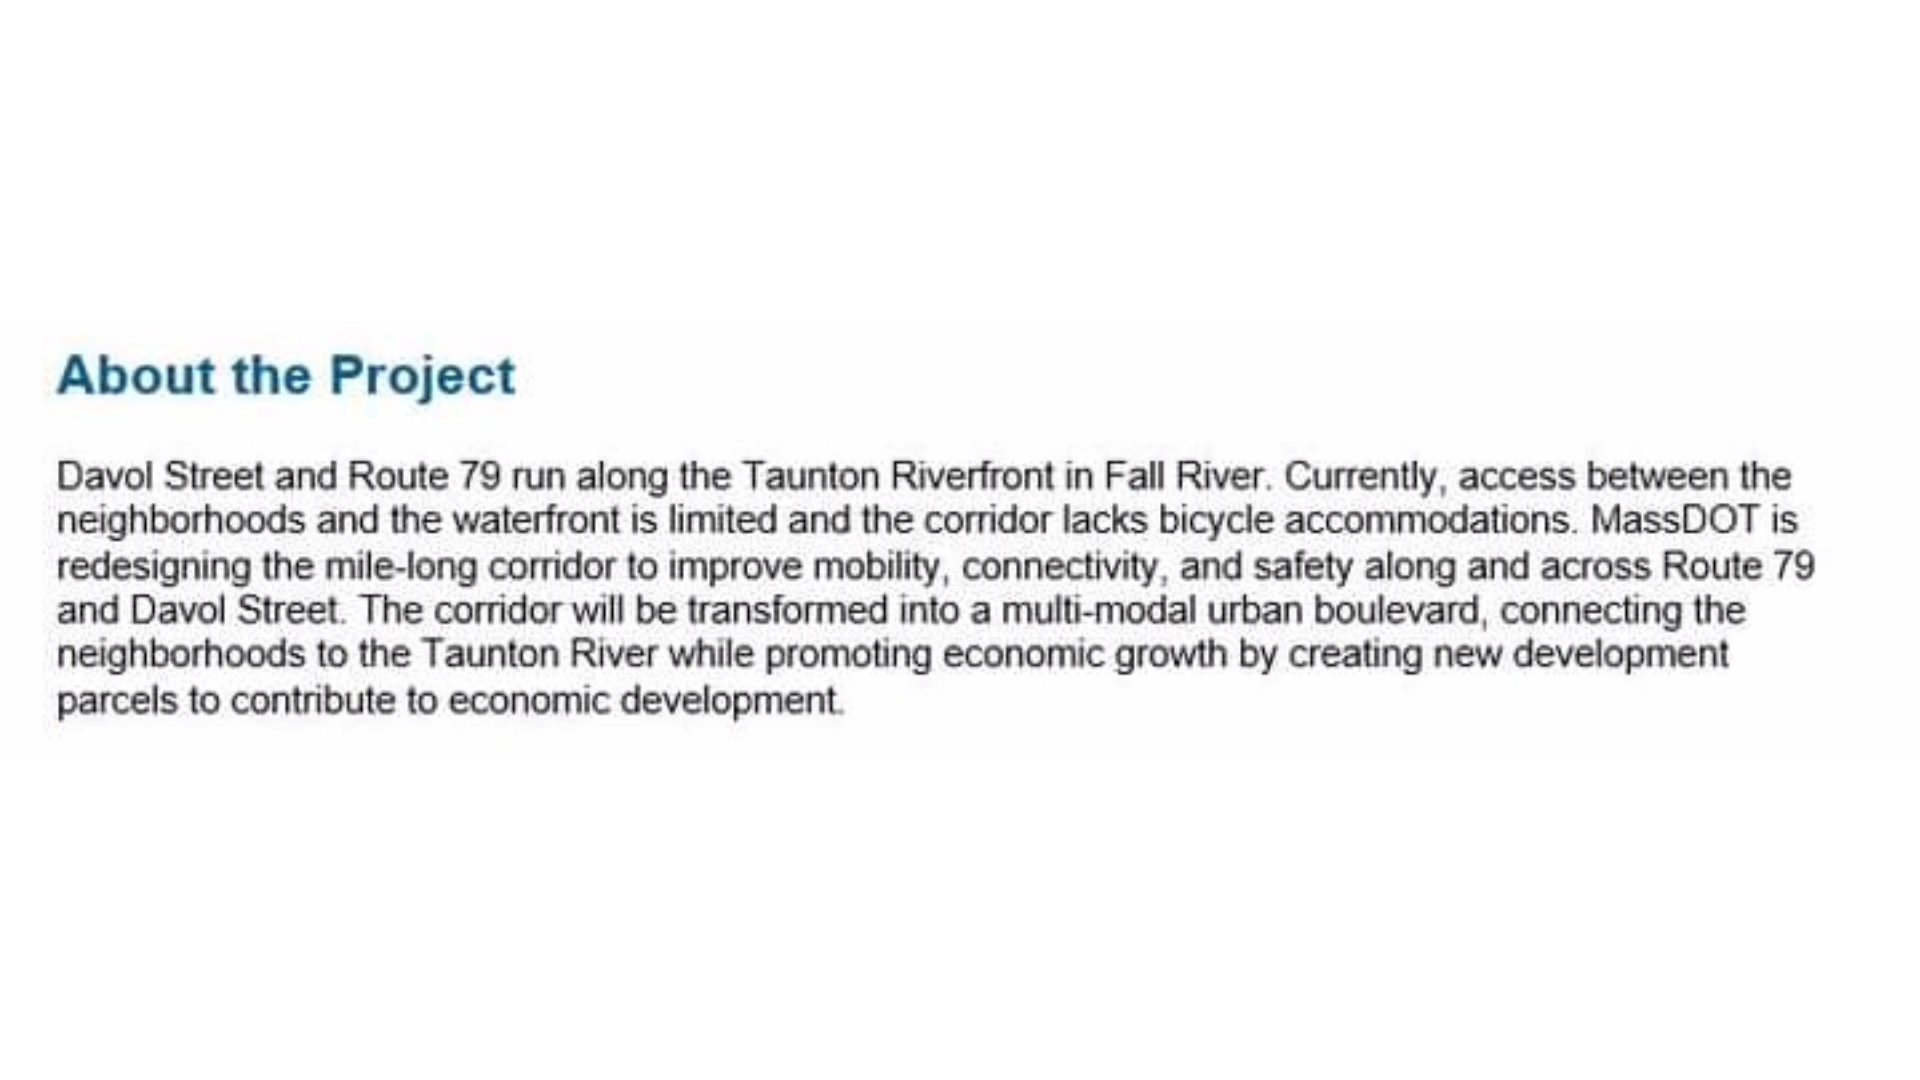 About the Project
Davol Street and Route 79 run along the Taunton Riverfront in Fall River. Currently, access between the
neighborhoods and the waterfront is limited and the corridor lacks bicycle accommodations. MassDOT is
redesigning the mile-long corridor to improve mobility, connectivity, and safety along and across Route 79
and Davol Street. The corridor will be transformed into a multi-modal urban boulevard, connecting the
neighborhoods to the Taunton River while promoting economic growth by creating new development
parcels to contribute to economic development.